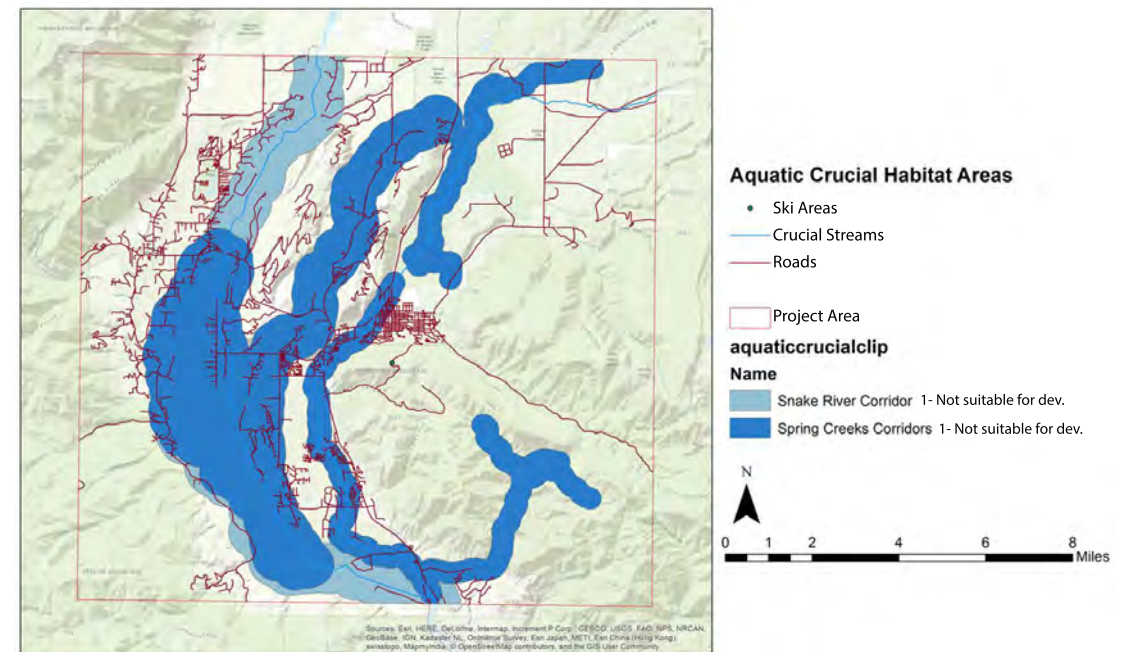 Aquatic Crucial Habitat Areas
Ski Areas
Crucial Streams
Roads
Project Area
aquaticcrucialclip
Name
Snake River Corridor 1- Not suitable for dev.
Spring Creeks Corridors 1- Not suitable for dev.
N
0 1 2 4 6 8
Miles
Sources: Esri, HERE, DeLorme, Intermap, Increment P Corp., GEBCO, USGS, FAO, NPS, NRCAN,
GeoBase, IGN, Kadaster NL, Ordnance Survey, Esri Japan, METI, Esri China (Hong Kong),
swisstopo, MapmyIndia, © OpenStreetMap contributors, and the GIS User Community